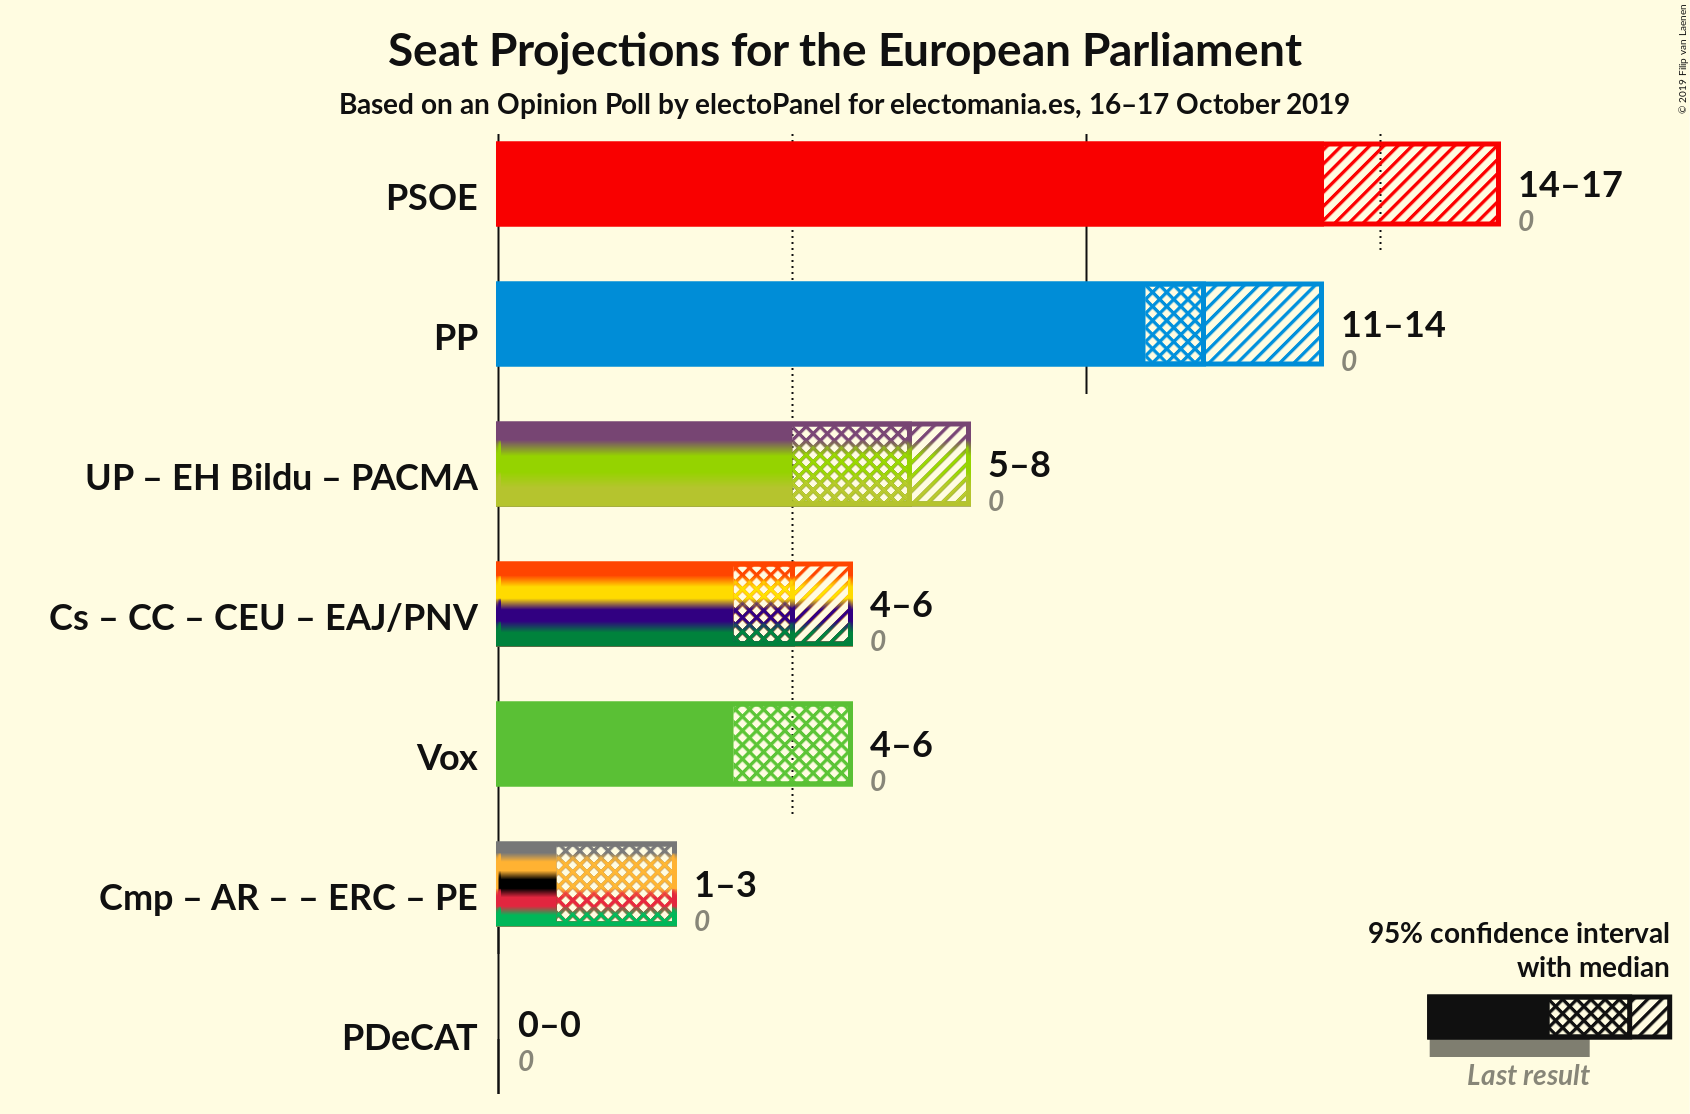 Seat Projections for the European Parliament
Based on an Opinion Poll by electoPanel for electomania.es, 16–17 October 2019
© 2019 Filip van Laenen
PSOE
14–17
0
PP
11–14
0
UP – EH Bildu – PACMA
5–8
0
Cs – CC – CEU – EAJ/PNV
4–6
0
Vox
4–6
0
Cmp – AR – – ERC – PE
1–3
0
PDeCAT
0–0
0
95% confidence interval
with median
Last result